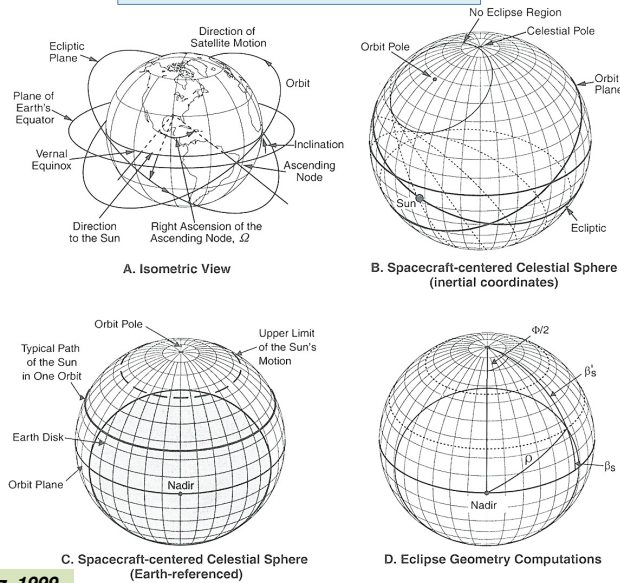 No Eclipse Region
Celestial Pole
Orbit Pole
Orbit
Plane
Sun
Ecliptic
B. Spacecraft-centered Celestial Sphere
(inertial coordinates)
Ecliptic
Plane
Direction of
Satellite Motion
Orbit
Plane of
Earth's
Equator
Inclination
Vernal
Equinox
Ascending
Node
Direction
to the Sun
Right Ascension of the
Ascending Node, Ω
A. Isometric View
Orbit Pole
Upper Limit
of the Sun's
Motion
Typical Path
of the Sun
in One Orbit
Earth Disk
Orbit Plane
Nadir
C. Spacecraft-centered Celestial Sphere
(Earth-referenced)
Φ/2
β's
ρ
βs
Nadir
D. Eclipse Geometry Computations
1999